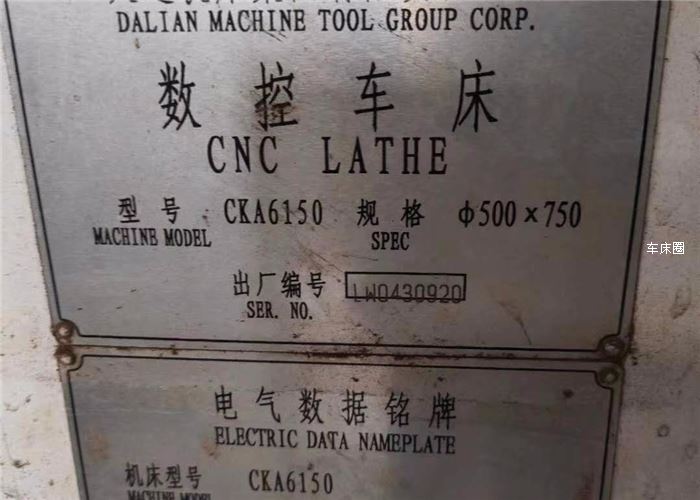 DALIAN MACHINE TOOL GROUP CORP.
数控车床
CNC LATHE
型号 CKA6150 规格 φ500×750
MACHINE MODEL SPEC
出厂编号 LW0430920
SER. NO.
车床圈
电气数据铭牌
ELECTRIC DATA NAMEPLATE
机床型号 CKA6150
MACHINE MODEL